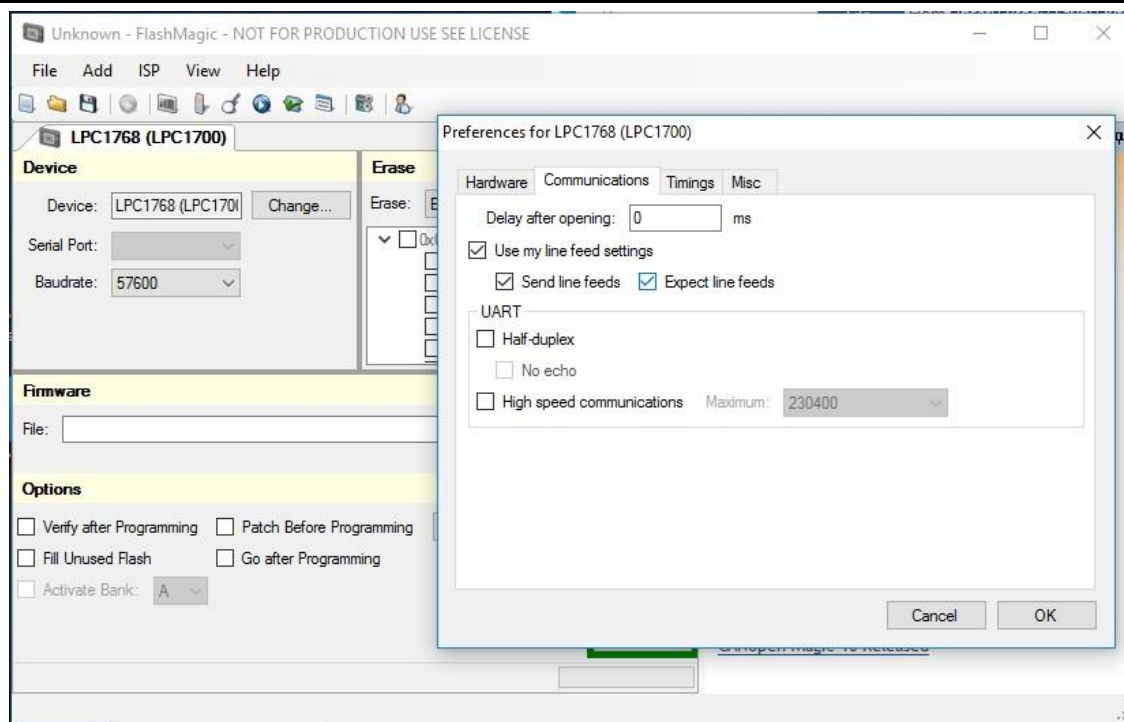 Unknown - FlashMagic - NOT FOR PRODUCTION USE SEE LICENSE
File Add ISP View Help
LPC1768 (LPC1700)
Device
Device: LPC1768 (LPC170 Change...
Serial Port:
Baudrate: 57600
Erase
Erase:
Firmware
File:
Options
Verify after Programming Patch Before Programming
Fill Unused Flash Go after Programming
Activate Bank: A
Preferences for LPC1768 (LPC1700)
Hardware Communications Timings Misc
Delay after opening: 0 ms
Use my line feed settings
Send line feeds Expect line feeds
UART
Half-duplex
No echo
High speed communications Maximum: 230400
Cancel OK